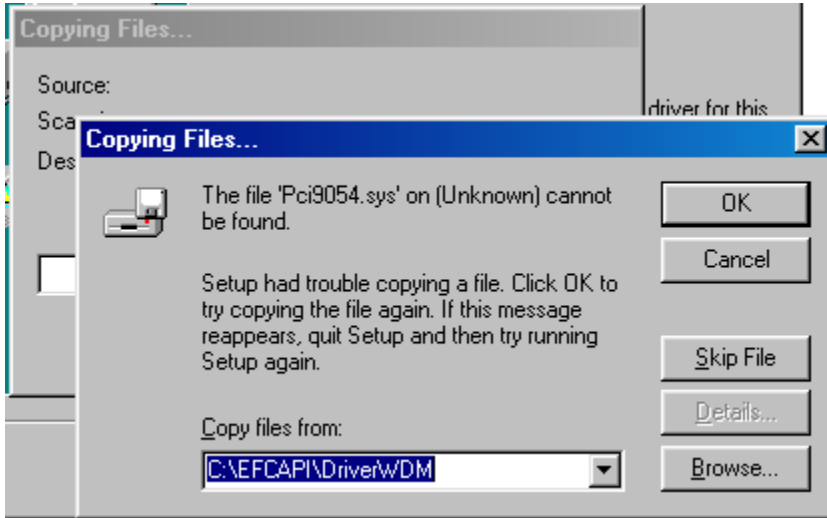 Copying Files...
Source:
driver for this
Copying Files...
The file 'Pci9054.sys' on (Unknown) cannot
be found.
OK
Cancel
Setup had trouble copying a file. Click OK to
try copying the file again. If this message
reappears, quit Setup and then try running
Setup again.
Skip File
Details...
Copy files from:
C:\EFCAPI\DriverWDM
Browse...